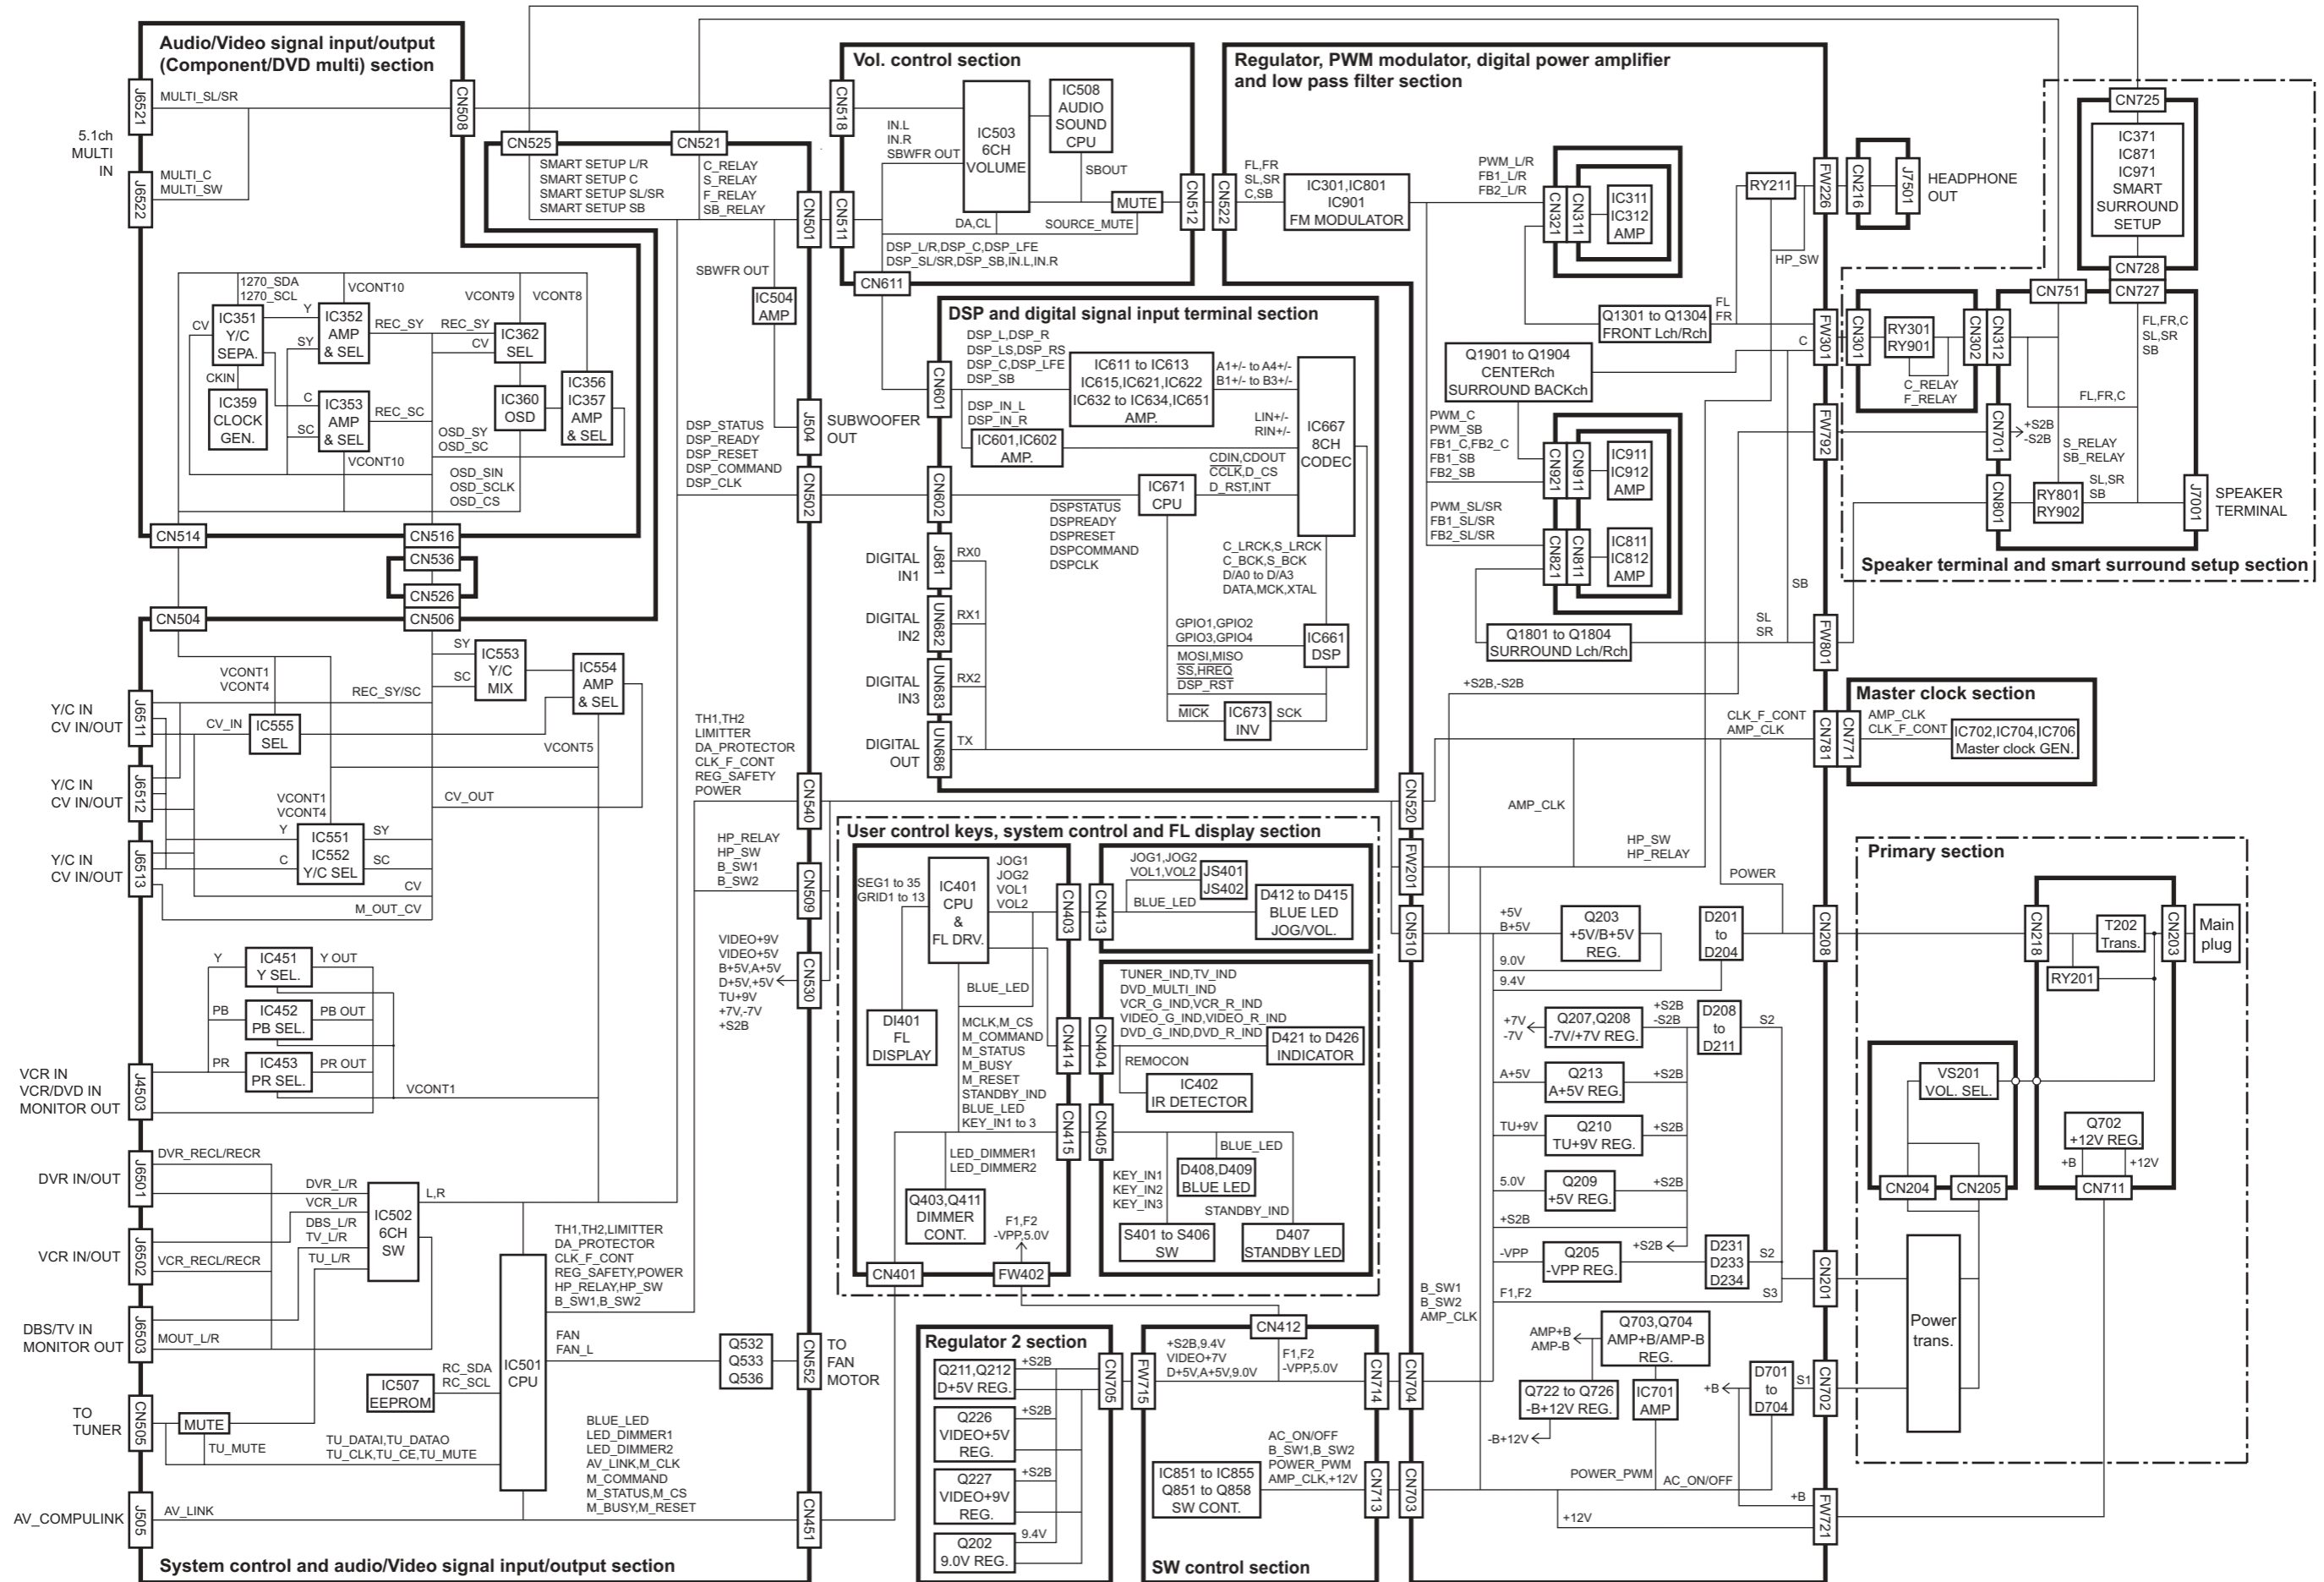 Audio/Video signal input/output
(Component/DVD multi) section
J6521
MULTI_SL/SR
5.1ch
MULTI
IN
J6522
MULTI_C
MULTI_SW
CN508
CN525
SMART SETUP L/R
SMART SETUP C
SMART SETUP SL/SR
SMART SETUP SB
CN521
C_RELAY
S_RELAY
F_RELAY
SB_RELAY
CN501
1270_SDA
1270_SCL
VCONT10
VCONT9
VCONT8
CV
IC351
Y/C
SEPA.
Y
SY
IC352
AMP
& SEL
REC_SY
REC_SY
CV
IC362
SEL
CKIN
IC359
CLOCK
GEN.
C
SC
IC353
AMP
& SEL
REC_SC
IC360
OSD
IC356
IC357
AMP
& SEL
OSD_SY
OSD_SC
VCONT10
OSD_SIN
OSD_SCLK
OSD_CS
CN514
CN516
CN536
CN526
CN504
CN506
SBWFR OUT
IC504
AMP
J504
SUBWOOFER
OUT
DSP_STATUS
DSP_READY
DSP_RESET
DSP_COMMAND
DSP_CLK
CN502
SY
SC
IC553
Y/C
MIX
IC554
AMP
& SEL
VCONT1
VCONT4
REC_SY/SC
Y/C IN
CV IN/OUT
J6511
CV_IN
IC555
SEL
VCONT5
Y/C IN
CV IN/OUT
J6512
CV_OUT
VCONT1
VCONT4
Y
C
IC551
IC552
Y/C SEL
SY
SC
Y/C IN
CV IN/OUT
J6513
CV
M_OUT_CV
TH1,TH2
LIMITTER
DA_PROTECTOR
CLK_F_CONT
REG_SAFETY
POWER
CN540
HP_RELAY
HP_SW
B_SW1
B_SW2
CN509
VIDEO+9V
VIDEO+5V
B+5V,A+5V
D+5V,+5V
TU+9V
+7V,-7V
+S2B
CN530
Y
IC451
Y SEL.
Y OUT
PB
IC452
PB SEL.
PB OUT
PR
IC453
PR SEL.
PR OUT
VCONT1
VCR IN
VCR/DVD IN
MONITOR OUT
J4503
DVR IN/OUT
J6501
DVR_RECL/RECR
DVR_L/R
VCR_L/R
DBS_L/R
TV_L/R
TU_L/R
IC502
6CH
SW
L,R
VCR IN/OUT
J6502
VCR_RECL/RECR
DBS/TV IN
MONITOR OUT
J6503
MOUT_L/R
TH1,TH2,LIMITTER
DA_PROTECTOR
CLK_F_CONT
REG_SAFETY,POWER
HP_RELAY,HP_SW
B_SW1,B_SW2
IC501
CPU
FAN
FAN_L
Q532
Q533
Q536
CN552
TO
FAN
MOTOR
RC_SDA
RC_SCL
IC507
EEPROM
TO
TUNER
CN505
MUTE
TU_MUTE
TU_DATAI,TU_DATAO
TU_CLK,TU_CE,TU_MUTE
BLUE_LED
LED_DIMMER1
LED_DIMMER2
AV_LINK,M_CLK
M_COMMAND
M_STATUS,M_CS
M_BUSY,M_RESET
AV_COMPULINK
J505
AV_LINK
CN451
System control and audio/Video signal input/output section
Vol. control section
CN518
CN511
IN.L
IN.R
SBWFR OUT
IC503
6CH
VOLUME
IC508
AUDIO
SOUND
CPU
SBOUT
MUTE
DA,CL
SOURCE_MUTE
DSP_L/R,DSP_C,DSP_LFE
DSP_SL/SR,DSP_SB,IN.L,IN.R
CN611
CN512
DSP and digital signal input terminal section
CN601
DSP_L,DSP_R
DSP_LS,DSP_RS
DSP_C,DSP_LFE
DSP_SB
IC611 to IC613
IC615,IC621,IC622
IC632 to IC634,IC651
AMP.
A1+/- to A4+/-
B1+/- to B3+/-
DSP_IN_L
DSP_IN_R
IC601,IC602
AMP.
LIN+/-
RIN+/-
IC667
8CH
CODEC
CDIN,CDOUT
CCLK,D_CS
D_RST,INT
CN602
IC671
CPU
DSPSTATUS
DSPREADY
DSPRESET
DSPCOMMAND
DSPCLK
C_LRCK,S_LRCK
C_BCK,S_BCK
D/A0 to D/A3
DATA,MCK,XTAL
DIGITAL
IN1
J681
RX0
DIGITAL
IN2
UN682
RX1
DIGITAL
IN3
UN683
RX2
DIGITAL
OUT
UN686
TX
GPIO1,GPIO2
GPIO3,GPIO4
MOSI,MISO
SS,HREQ
DSP_RST
IC661
DSP
MICK
IC673
INV
SCK
User control keys, system control and FL display section
SEG1 to 35
GRID1 to 13
IC401
CPU
&
FL DRV.
JOG1
JOG2
VOL1
VOL2
CN403
CN413
JOG1,JOG2
VOL1,VOL2
JS401
JS402
BLUE_LED
D412 to D415
BLUE LED
JOG/VOL.
DI401
FL
DISPLAY
BLUE_LED
MCLK,M_CS
M_COMMAND
M_STATUS
M_BUSY
M_RESET
STANDBY_IND
BLUE_LED
KEY_IN1 to 3
CN414
CN404
TUNER_IND,TV_IND
DVD_MULTI_IND
VCR_G_IND,VCR_R_IND
VIDEO_G_IND,VIDEO_R_IND
DVD_G_IND,DVD_R_IND
D421 to D426
INDICATOR
REMOCON
IC402
IR DETECTOR
CN415
CN405
LED_DIMMER1
LED_DIMMER2
Q403,Q411
DIMMER
CONT.
F1,F2
-VPP,5.0V
BLUE_LED
D408,D409
BLUE LED
KEY_IN1
KEY_IN2
KEY_IN3
STANDBY_IND
S401 to S406
SW
D407
STANDBY LED
CN401
FW402
Regulator 2 section
Q211,Q212
D+5V REG.
+S2B
Q226
VIDEO+5V
REG.
+S2B
Q227
VIDEO+9V
REG.
+S2B
Q202
9.0V REG.
9.4V
CN705
FW715
CN412
+S2B,9.4V
VIDEO+7V
D+5V,A+5V,9.0V
F1,F2
-VPP,5.0V
CN714
IC851 to IC855
Q851 to Q858
SW CONT.
AC_ON/OFF
B_SW1,B_SW2
POWER_PWM
AMP_CLK,+12V
CN713
SW control section
Regulator, PWM modulator, digital power amplifier
and low pass filter section
CN522
FL,FR
SL,SR
C,SB
IC301,IC801
IC901
FM MODULATOR
PWM_L/R
FB1_L/R
FB2_L/R
CN321
CN311
IC311
IC312
AMP
RY211
HP_SW
FW226
CN216
J7501
HEADPHONE
OUT
Q1301 to Q1304
FRONT Lch/Rch
FL
FR
C
FW301
Q1901 to Q1904
CENTERch
SURROUND BACKch
PWM_C
PWM_SB
FB1_C,FB2_C
FB1_SB
FB2_SB
CN921
CN911
IC911
IC912
AMP
PWM_SL/SR
FB1_SL/SR
FB2_SL/SR
CN821
CN811
IC811
IC812
AMP
FW792
SB
Q1801 to Q1804
SURROUND Lch/Rch
SL
SR
FW801
+S2B,-S2B
CLK_F_CONT
AMP_CLK
CN781
CN520
AMP_CLK
FW201
HP_SW
HP_RELAY
POWER
CN510
+5V
B+5V
Q203
+5V/B+5V
REG.
D201
to
D204
CN208
9.0V
9.4V
+7V
-7V
Q207,Q208
-7V/+7V REG.
+S2B
-S2B
D208
to
D211
S2
A+5V
Q213
A+5V REG.
+S2B
TU+9V
Q210
TU+9V REG.
+S2B
5.0V
Q209
+5V REG.
+S2B
+S2B
-VPP
Q205
-VPP REG.
+S2B
D231
D233
D234
S2
CN201
F1,F2
S3
B_SW1
B_SW2
AMP_CLK
CN704
AMP+B
AMP-B
Q703,Q704
AMP+B/AMP-B
REG.
Q722 to Q726
-B+12V REG.
-B+12V
IC701
AMP
+B
D701
to
D704
S1
CN702
POWER_PWM
AC_ON/OFF
CN703
+B
+12V
FW721
CN725
IC371
IC871
IC971
SMART
SURROUND
SETUP
CN728
CN751
CN727
CN301
RY301
RY901
CN302
CN312
C_RELAY
F_RELAY
FL,FR,C
SL,SR
SB
FL,FR,C
CN701
+S2B
-S2B
S_RELAY
SB_RELAY
CN801
RY801
RY902
SL,SR
SB
J7001
SPEAKER
TERMINAL
Speaker terminal and smart surround setup section
Master clock section
CN771
AMP_CLK
CLK_F_CONT
IC702,IC704,IC706
Master clock GEN.
Primary section
CN218
T202
Trans.
RY201
CN203
Main
plug
VS201
VOL. SEL.
Q702
+12V REG.
+B
+12V
CN204
CN205
CN711
Power
trans.